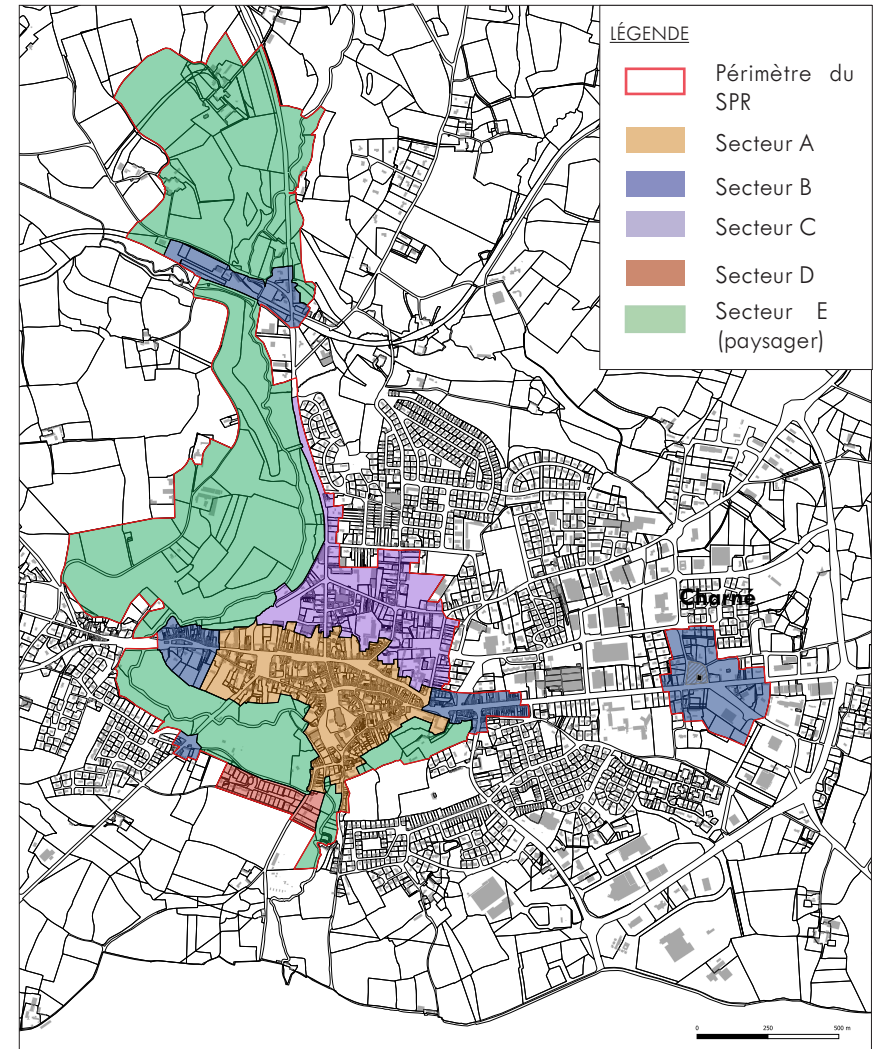 LÉGENDE
Périmètre du
SPR
Secteur A
Secteur B
Secteur C
Secteur D
Secteur E
(paysager)
Charné
0 250 500 m